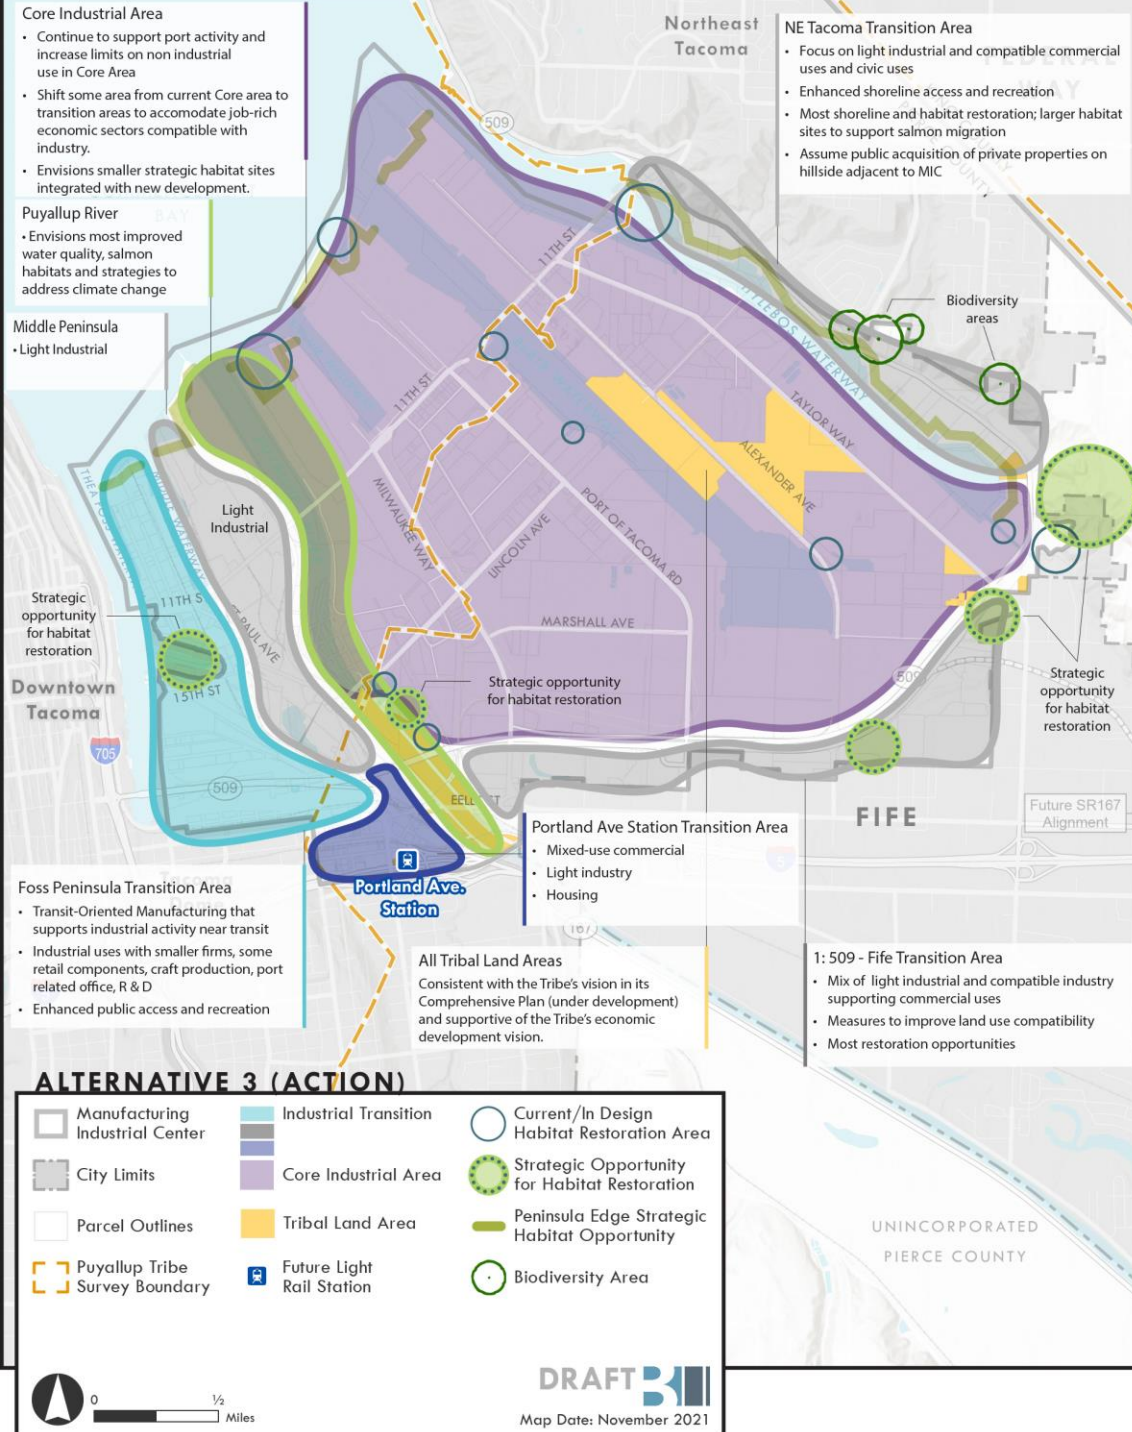 Core Industrial Area
• Continue to support port activity and
increase limits on non industrial
use in Core Area
• Shift some area from current Core area to
transition areas to accomodate job-rich
economic sectors compatible with
industry.
• Envisions smaller strategic habitat sites
integrated with new development.
Puyallup River
• Envisions most improved
water quality, salmon
habitats and strategies to
address climate change
BAY
Middle Peninsula
• Light Industrial
Northeast
Tacoma
NE Tacoma Transition Area
• Focus on light industrial and compatible commercial
uses and civic uses
• Enhanced shoreline access and recreation
• Most shoreline and habitat restoration; larger habitat
sites to support salmon migration
• Assume public acquisition of private properties on
hillside adjacent to MIC
FEDERAL
WAY
509
11TH ST
WATERWAY
Biodiversity
areas
11TH ST
TAYLOR WAY
ALEXANDER AVE
MILWAUKEE WAY
LINCOLN AVE
PORT OF TACOMA RD
MARSHALL AVE
Light
Industrial
Strategic
opportunity
for habitat
restoration
11TH S
ST PAUL AVE
15TH ST
Downtown
Tacoma
705
509
Strategic opportunity
for habitat restoration
509
Strategic
opportunity
for habitat
restoration
FIFE
Future SR167
Alignment
5
167
Portland Ave.
Station
Portland Ave Station Transition Area
• Mixed-use commercial
• Light industry
• Housing
Tacoma
Foss Peninsula Transition Area
• Transit-Oriented Manufacturing that
supports industrial activity near transit
• Industrial uses with smaller firms, some
retail components, craft production, port
related office, R & D
• Enhanced public access and recreation
All Tribal Land Areas
Consistent with the Tribe's vision in its
Comprehensive Plan (under development)
and supportive of the Tribe's economic
development vision.
1: 509 - Fife Transition Area
• Mix of light industrial and compatible industry
supporting commercial uses
• Measures to improve land use compatibility
• Most restoration opportunities
ALTERNATIVE 3 (ACTION)
Manufacturing
Industrial Center
City Limits
Parcel Outlines
Puyallup Tribe
Survey Boundary
Industrial Transition
Core Industrial Area
Tribal Land Area
Future Light
Rail Station
Current/In Design
Habitat Restoration Area
Strategic Opportunity
for Habitat Restoration
Peninsula Edge Strategic
Habitat Opportunity
Biodiversity Area
UNINCORPORATED
PIERCE COUNTY
0 ½
Miles
DRAFT
Map Date: November 2021